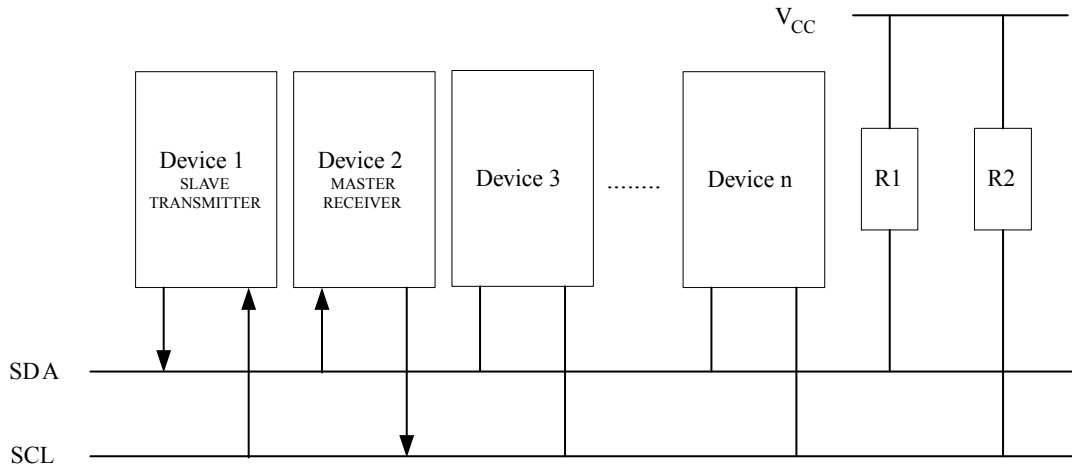 V_CC
Device 1
SLAVE
TRANSMITTER
Device 2
MASTER
RECEIVER
Device 3
........
Device n
R1
R2
SDA
SCL